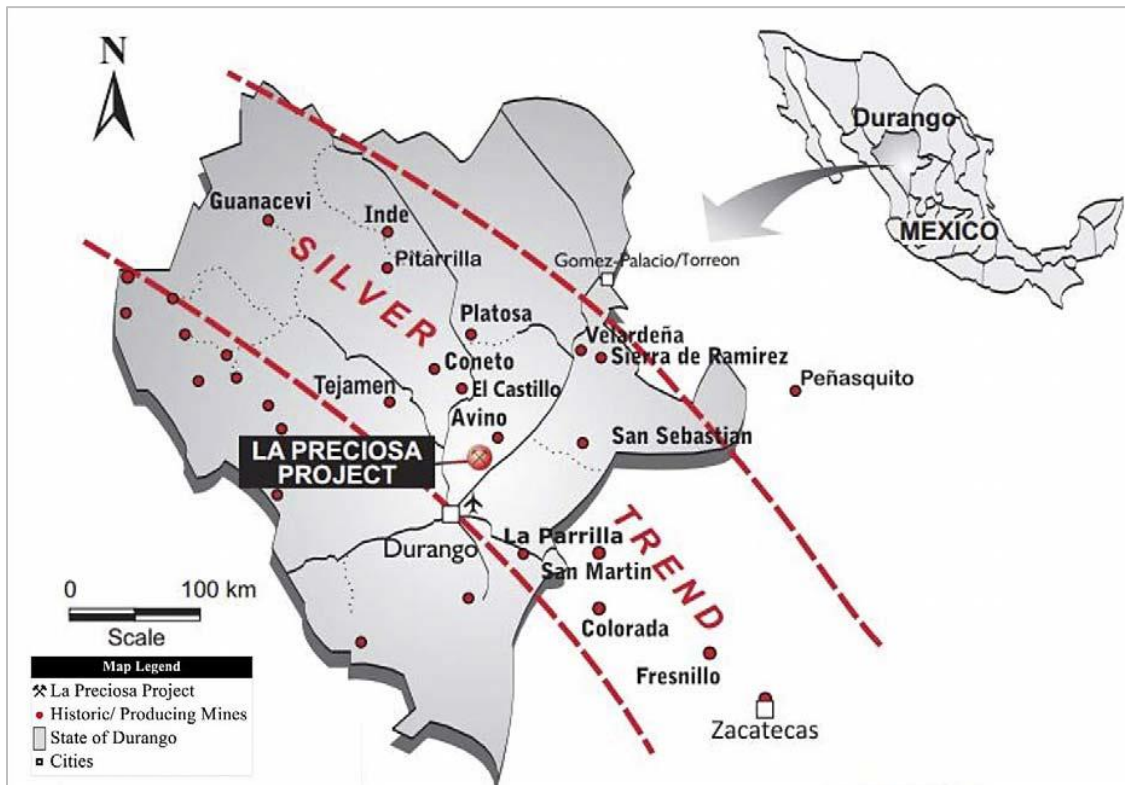 N
Durango
MEXICO
Guanacevi
Inde
Pitarrilla
SILVER
Gomez-Palacio/Torreon
Platosa
Velardeña
Sierra de Ramirez
Coneto
Peñasquito
Tejamen
El Castillo
Avino
San Sebastian
LA PRECIOSA
PROJECT
TREND
Durango
La Parrilla
San Martin
Colorada
Fresnillo
Zacatecas
0 100 km
Scale
Map Legend
La Preciosa Project
Historic/ Producing Mines
State of Durango
Cities